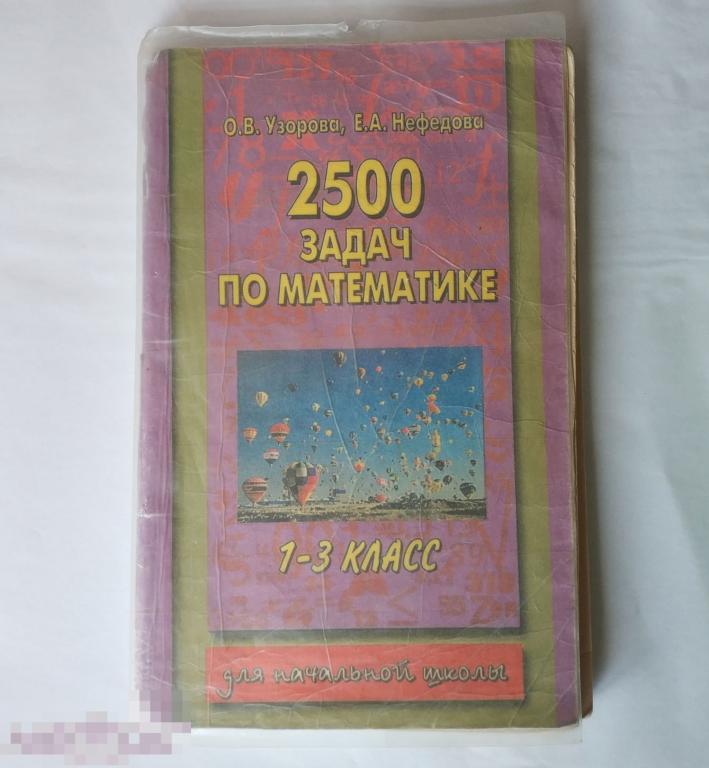 О.В. Узорова, Е.А. Нефедова
2500
ЗАДАЧ
ПО МАТЕМАТИКЕ
1-3 КЛАСС
для начальной школы